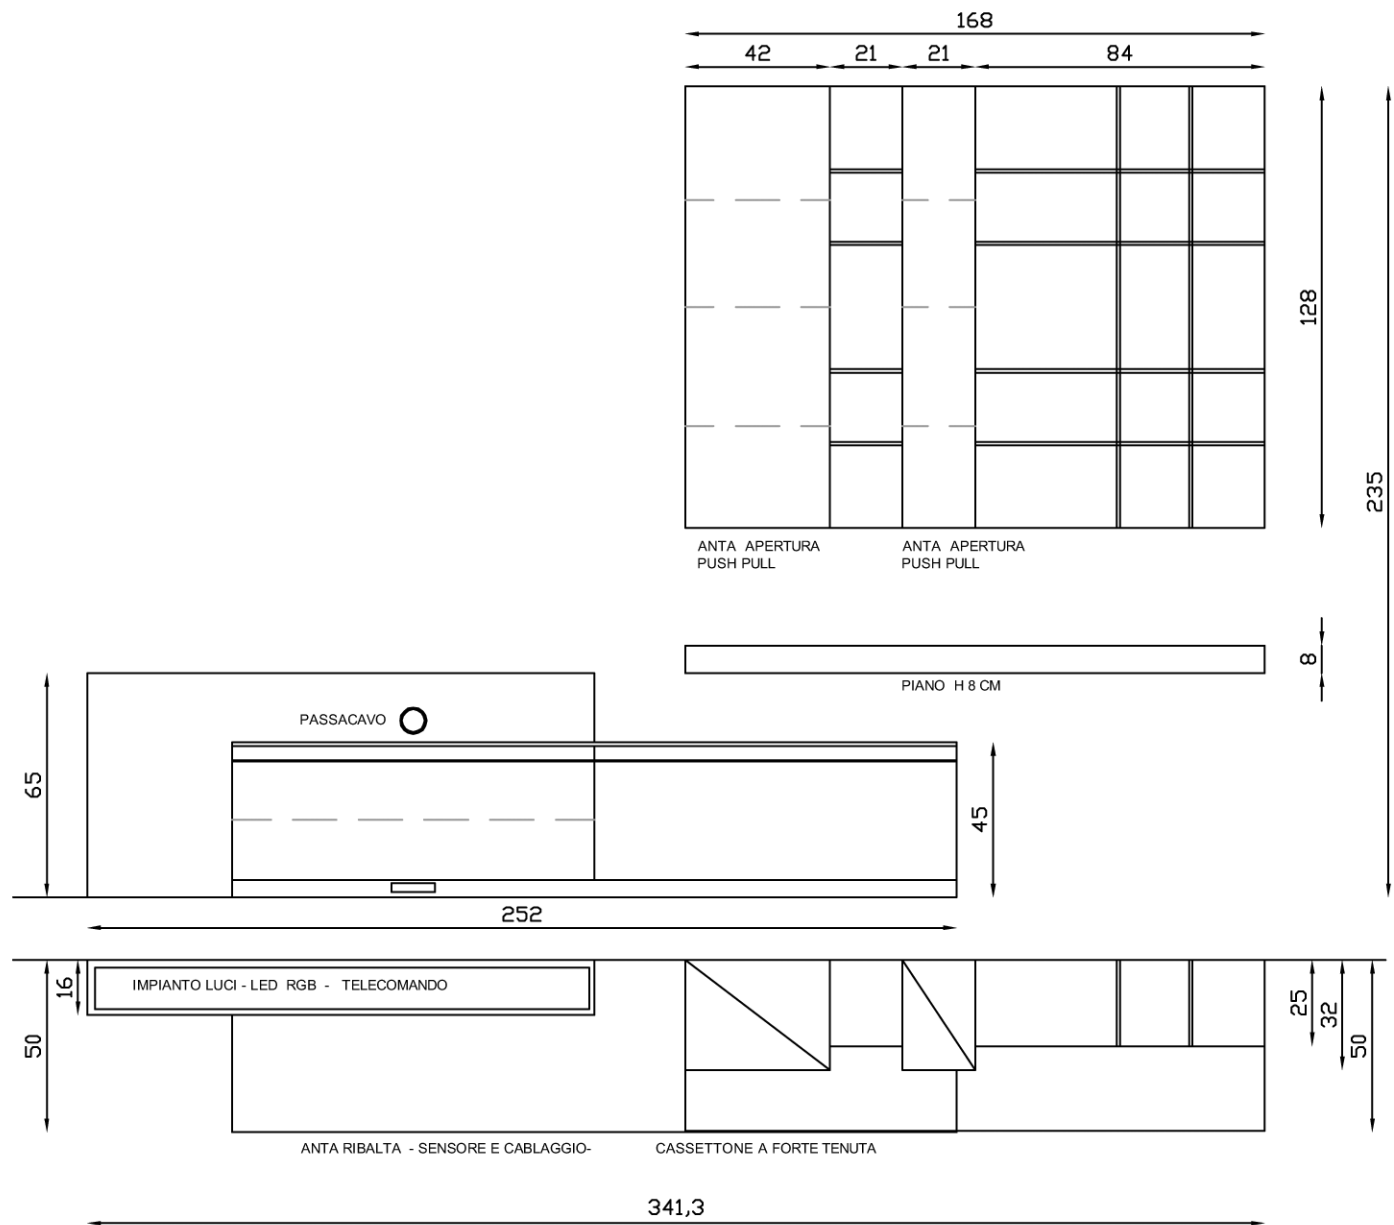 168
42 21 21 84
128
235
ANTA APERTURA
PUSH PULL
ANTA APERTURA
PUSH PULL
8
PIANO H 8 CM
PASSACAVO
65
45
252
16
IMPIANTO LUCI - LED RGB - TELECOMANDO
50
25
32
50
ANTA RIBALTA - SENSORE E CABLAGGIO-
CASSETTONE A FORTE TENUTA
341,3